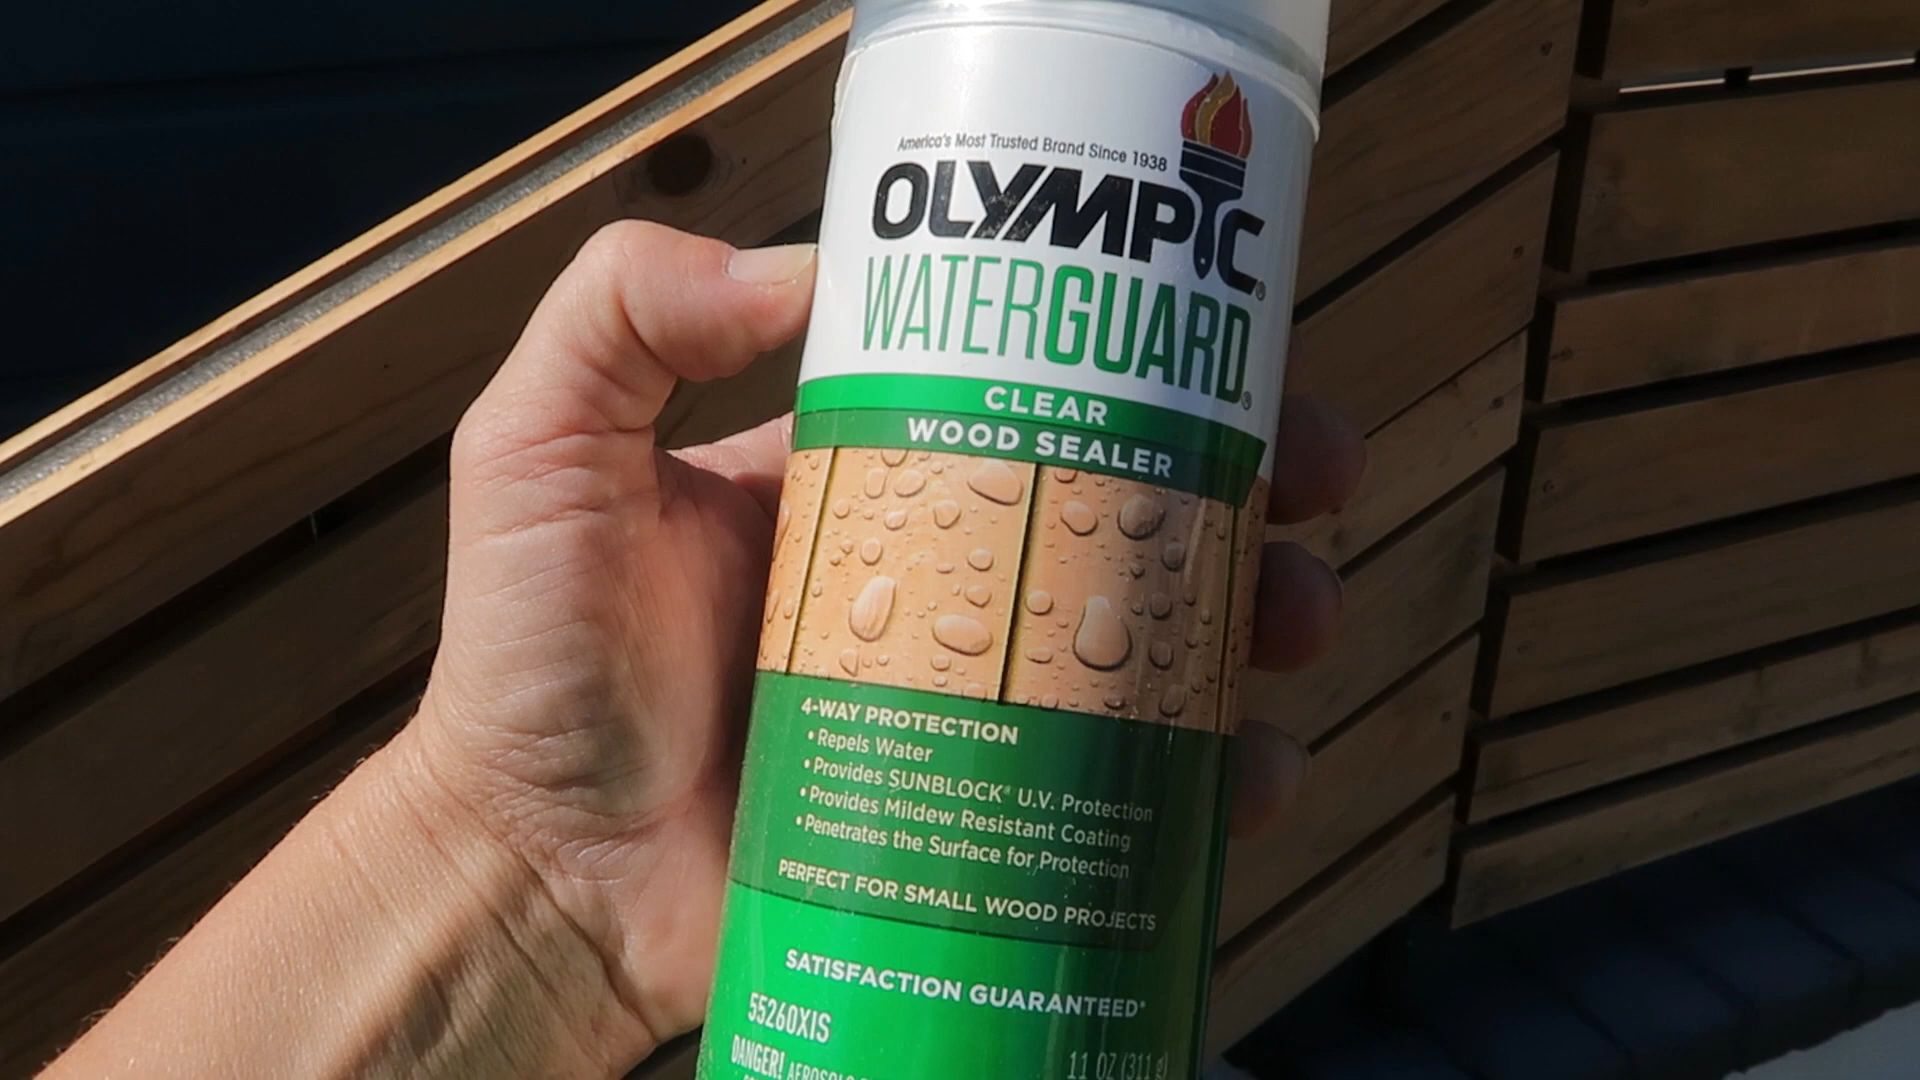 America's Most Trusted Brand Since 1938
OLYMPIC®
WATERGUARD®
CLEAR
WOOD SEALER
4-WAY PROTECTION
• Repels Water
• Provides SUNBLOCK® U.V. Protection
• Provides Mildew Resistant Coating
• Penetrates the Surface for Protection
PERFECT FOR SMALL WOOD PROJECTS
SATISFACTION GUARANTEED*
55260XIS
DANGER!
11 OZ (311 g)